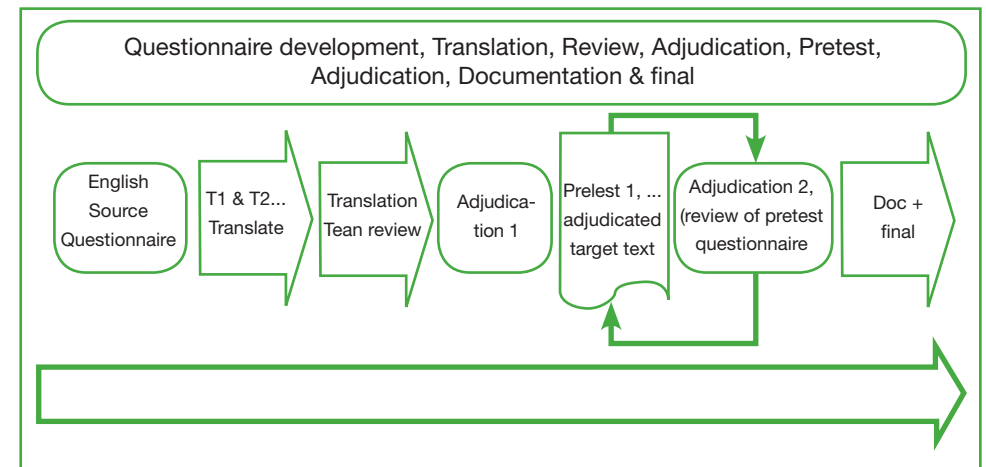 Questionnaire development, Translation, Review, Adjudication, Pretest,
Adjudication, Documentation & final
English
Source
Questionnaire
T1 & T2...
Translate
Translation
Tean review
Adjudica-
tion 1
Prelest 1, ...
adjudicated
target text
Adjudication 2,
(review of pretest
questionnaire
Doc +
final